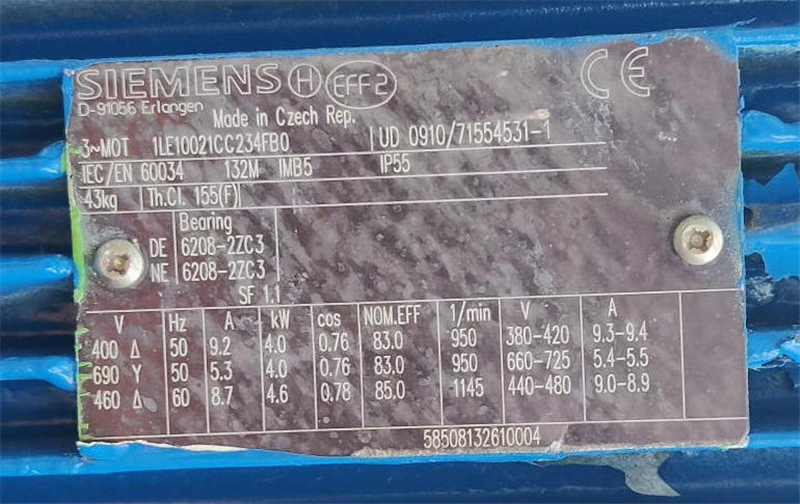 SIEMENS H EFF2 CE
D-91056 Erlangen
Made in Czech Rep.
3~MOT 1LE10021CC234FB0 UD 0910/71554531-1
IEC/EN 60034 132M IMB5 IP55
43kg Th.Cl. 155(F)
Bearing
DE 6208-2ZC3
NE 6208-2ZC3
SF 1.1
V Hz A kW cos NOM.EFF 1/min V A
400 Δ 50 9.2 4.0 0.76 83.0 950 380-420 9.3-9.4
690 Y 50 5.3 4.0 0.76 83.0 950 660-725 5.4-5.5
460 Δ 60 8.7 4.6 0.78 85.0 1145 440-480 9.0-8.9
58508132610004